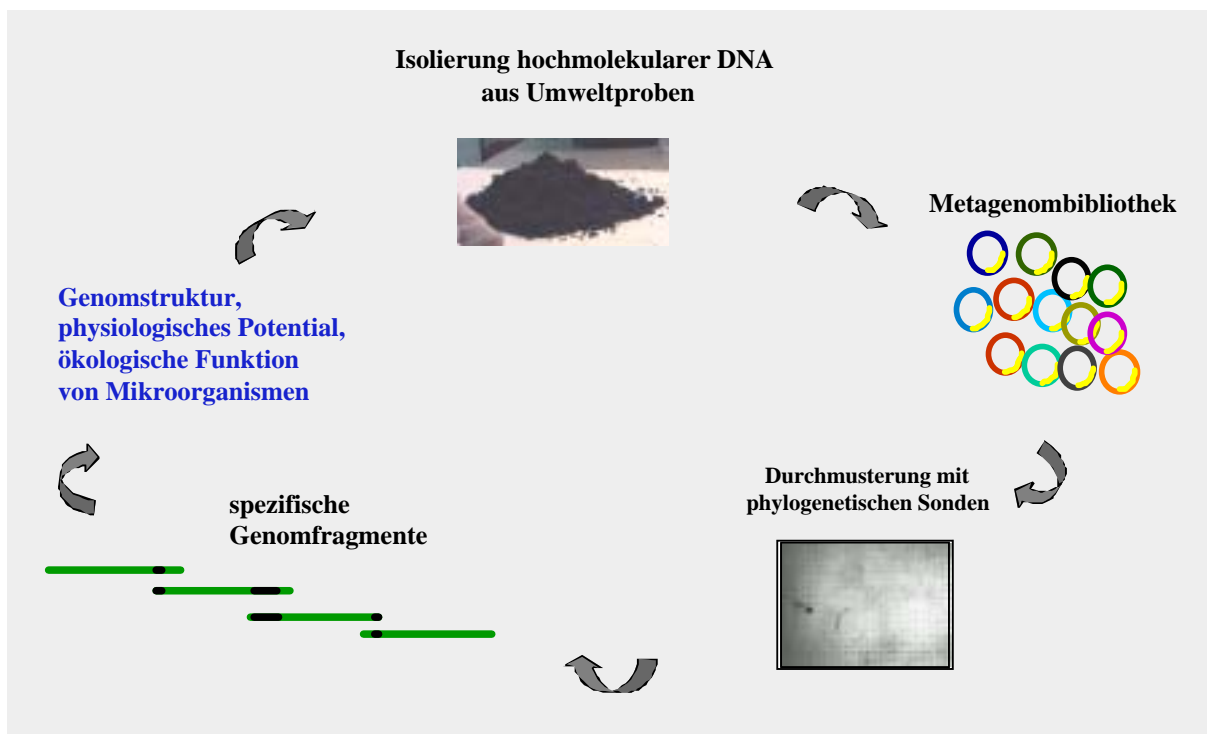 Isolierung hochmolekularer DNA
aus Umweltproben
Metagenombibliothek
Genomstruktur,
physiologisches Potential,
ökologische Funktion
von Mikroorganismen
Durchmusterung mit
phylogenetischen Sonden
spezifische
Genomfragmente